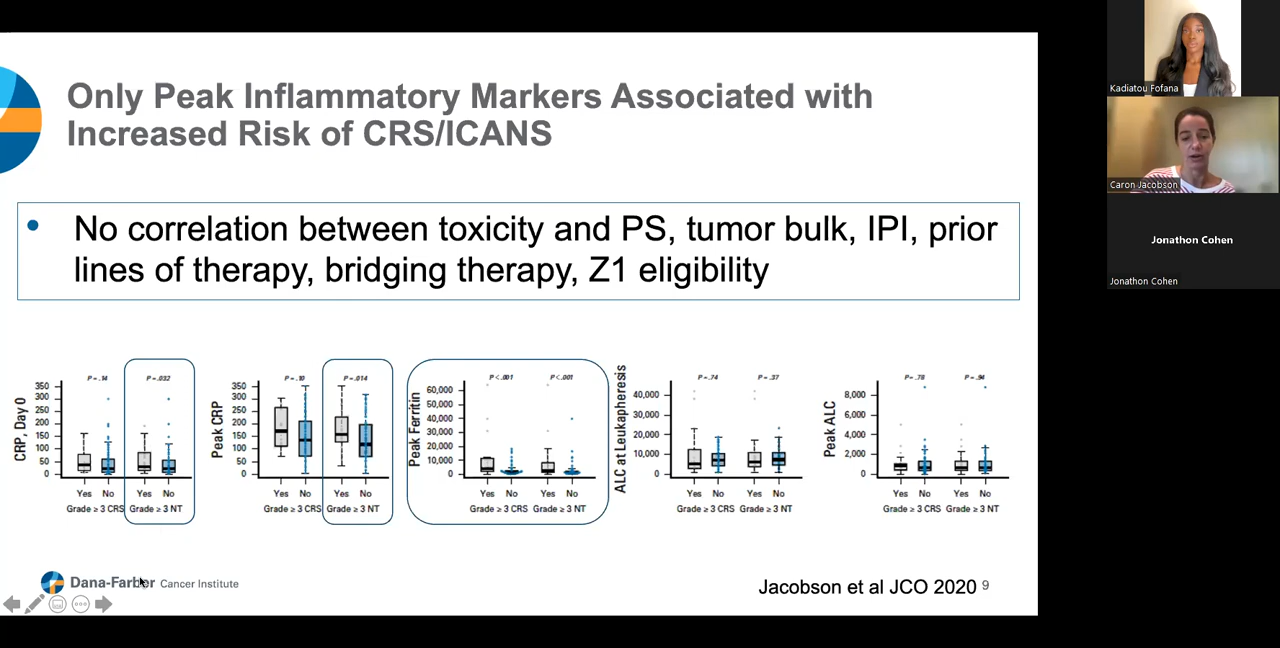 Only Peak Inflammatory Markers Associated with
Increased Risk of CRS/ICANS
• No correlation between toxicity and PS, tumor bulk, IPI, prior
lines of therapy, bridging therapy, Z1 eligibility
CRP, Day 0
350
300
250
200
150
100
50
0
P = .14
P = .032
Yes No Yes No
Grade ≥ 3 CRS Grade ≥ 3 NT
Peak CRP
350
300
250
200
150
100
50
0
P = .10
P = .014
Yes No Yes No
Grade ≥ 3 CRS Grade ≥ 3 NT
Peak Ferritin
60,000
50,000
40,000
30,000
20,000
10,000
0
P < .001
P < .001
Yes No Yes No
Grade ≥ 3 CRS Grade ≥ 3 NT
ALC at Leukapheresis
40,000
30,000
20,000
10,000
0
P = .74
P = .37
Yes No Yes No
Grade ≥ 3 CRS Grade ≥ 3 NT
Peak ALC
8,000
6,000
4,000
2,000
0
P = .78
P = .94
Yes No Yes No
Grade ≥ 3 CRS Grade ≥ 3 NT
Dana-Farber Cancer Institute
Jacobson et al JCO 2020 9
Kadiatou Fofana
Caron Jacobson
Jonathon Cohen
Jonathon Cohen